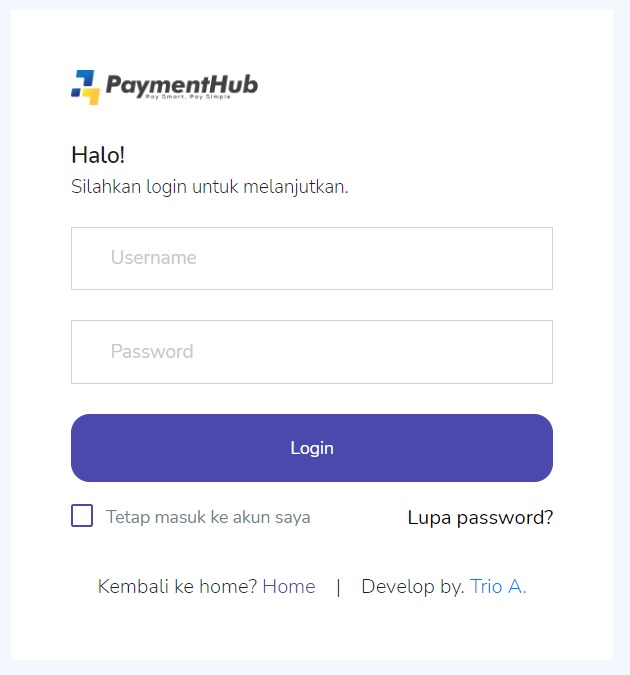 PaymentHub
Pay Smart, Pay Simple
Halo!
Silahkan login untuk melanjutkan.
Username
Password
Login
Tetap masuk ke akun saya
Lupa password?
Kembali ke home? Home | Develop by. Trio A.